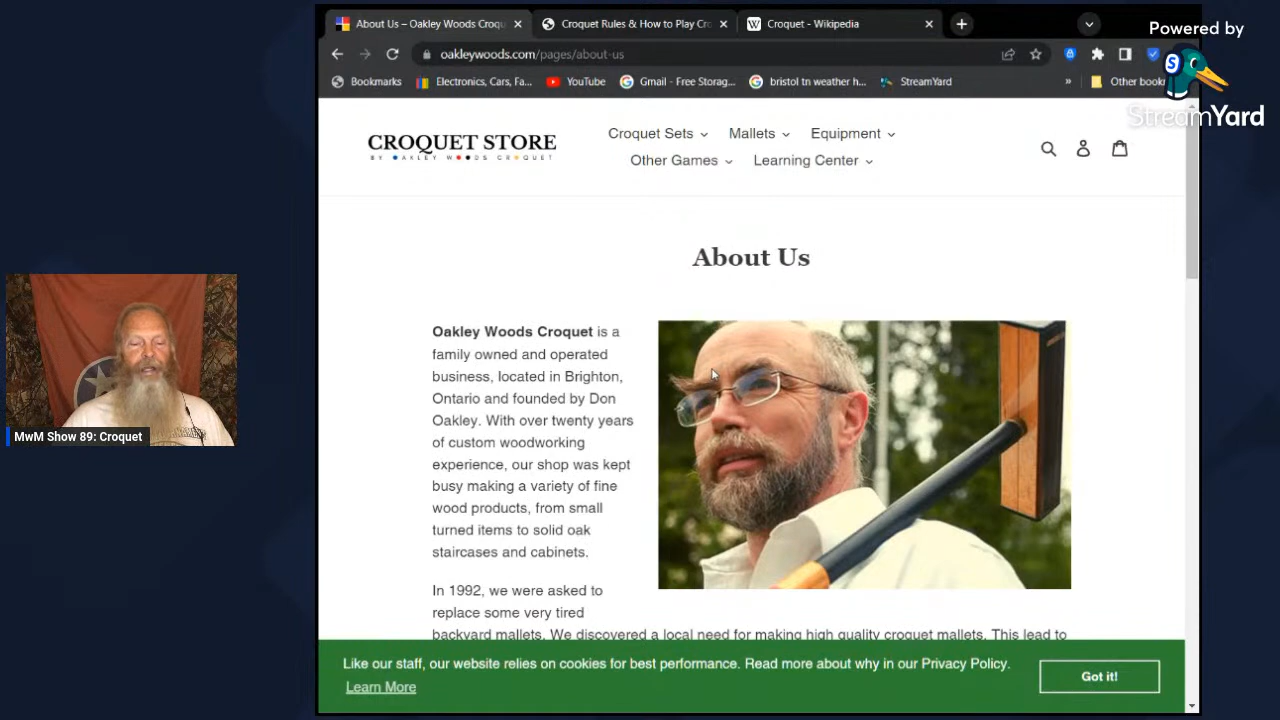 About Us – Oakley Woods Croqu
Croquet Rules & How to Play Cro
Croquet - Wikipedia
Powered by
StreamYard
oakleywoods.com/pages/about-us
Bookmarks
Electronics, Cars, Fa...
YouTube
Gmail - Free Storag...
bristol tn weather h...
StreamYard
»
Other book
CROQUET STORE
BY OAKLEY WOODS CROQUET
Croquet Sets
Mallets
Equipment
Other Games
Learning Center
About Us
Oakley Woods Croquet is a
family owned and operated
business, located in Brighton,
Ontario and founded by Don
Oakley. With over twenty years
of custom woodworking
experience, our shop was kept
busy making a variety of fine
wood products, from small
turned items to solid oak
staircases and cabinets.
In 1992, we were asked to
replace some very tired
backyard mallets. We discovered a local need for making high quality croquet mallets. This lead to
Like our staff, our website relies on cookies for best performance. Read more about why in our Privacy Policy.
Learn More
Got it!
MwM Show 89: Croquet